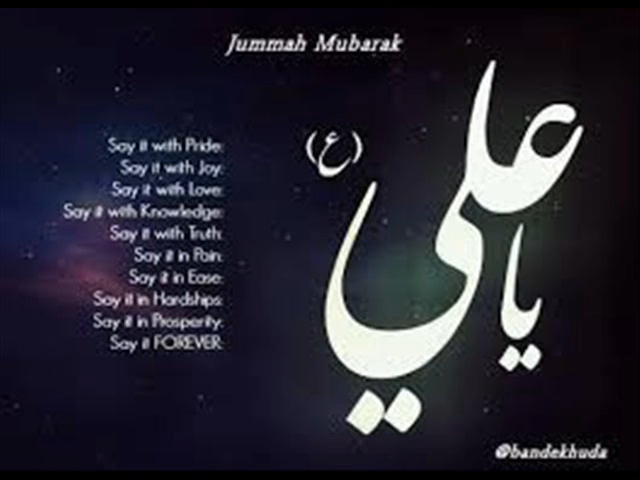 Jummah Mubarak
Say it with Pride:
Say it with Joy:
Say it with Love:
Say it with Knowledge:
Say it with Truth:
Say it in Pain:
Say it in Ease:
Say it in Hardships:
Say it in Prosperity:
Say it FOREVER:
يا علي (ع)
@bandekhuda